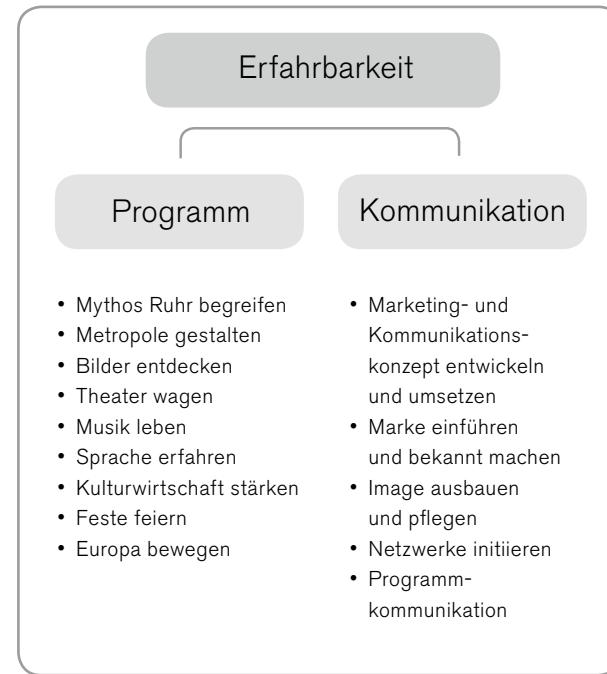 Erfahrbarkeit
Programm
• Mythos Ruhr begreifen
• Metropole gestalten
• Bilder entdecken
• Theater wagen
• Musik leben
• Sprache erfahren
• Kulturwirtschaft stärken
• Feste feiern
• Europa bewegen
Kommunikation
• Marketing- und
Kommunikations-
konzept entwickeln
und umsetzen
• Marke einführen
und bekannt machen
• Image ausbauen
und pflegen
• Netzwerke initiieren
• Programm-
kommunikation